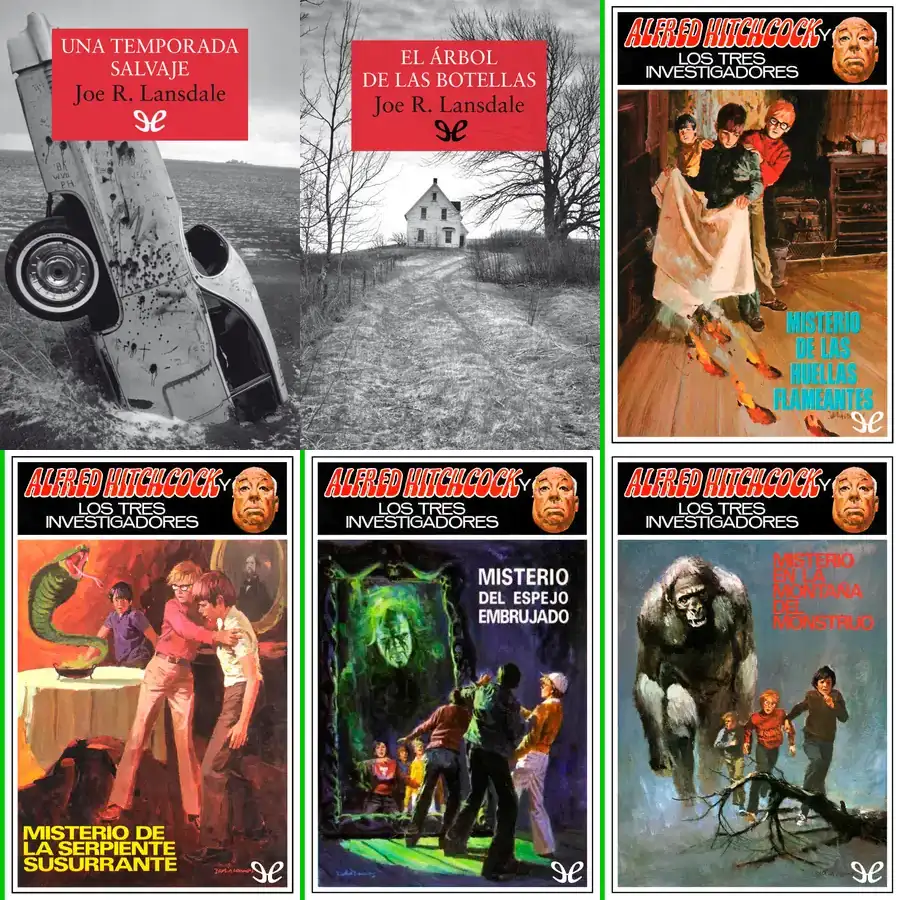 UNA TEMPORADA
SALVAJE
Joe R. Lansdale
EL ÁRBOL
DE LAS BOTELLAS
Joe R. Lansdale
ALFRED HITCHCOCK Y
LOS TRES
INVESTIGADORES
MISTERIO
DE LAS
HUELLAS
FLAMEANTES
ALFRED HITCHCOCK Y
LOS TRES
INVESTIGADORES
MISTERIO DE
LA SERPIENTE
SUSURRANTE
ALFRED HITCHCOCK Y
LOS TRES
INVESTIGADORES
MISTERIO
DEL ESPEJO
EMBRUJADO
ALFRED HITCHCOCK Y
LOS TRES
INVESTIGADORES
MISTERIO
EN LA
MONTAÑA
DEL
MONSTRUO